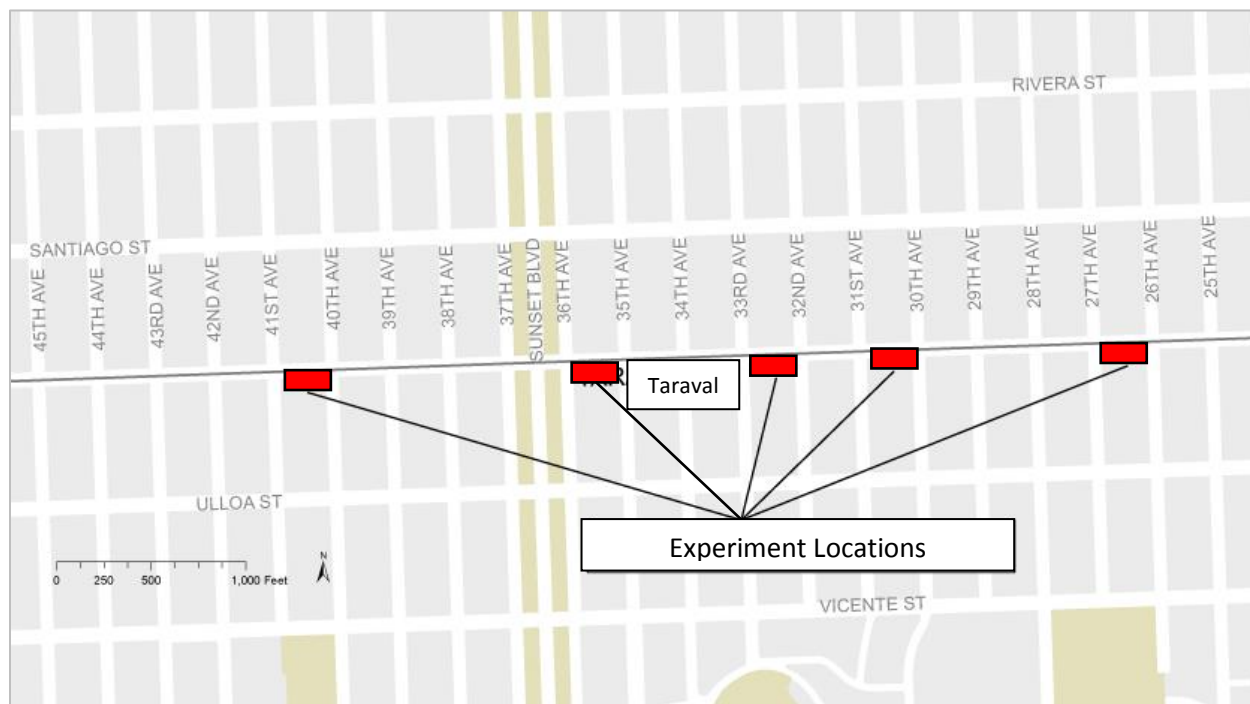 RIVERA ST
SANTIAGO ST
45TH AVE
44TH AVE
43RD AVE
42ND AVE
41ST AVE
40TH AVE
39TH AVE
38TH AVE
37TH AVE
SUNSET BLVD
36TH AVE
35TH AVE
34TH AVE
33RD AVE
32ND AVE
31ST AVE
30TH AVE
29TH AVE
28TH AVE
27TH AVE
26TH AVE
25TH AVE
Taraval
ULLOA ST
Experiment Locations
N
0 250 500 1,000 Feet
VICENTE ST